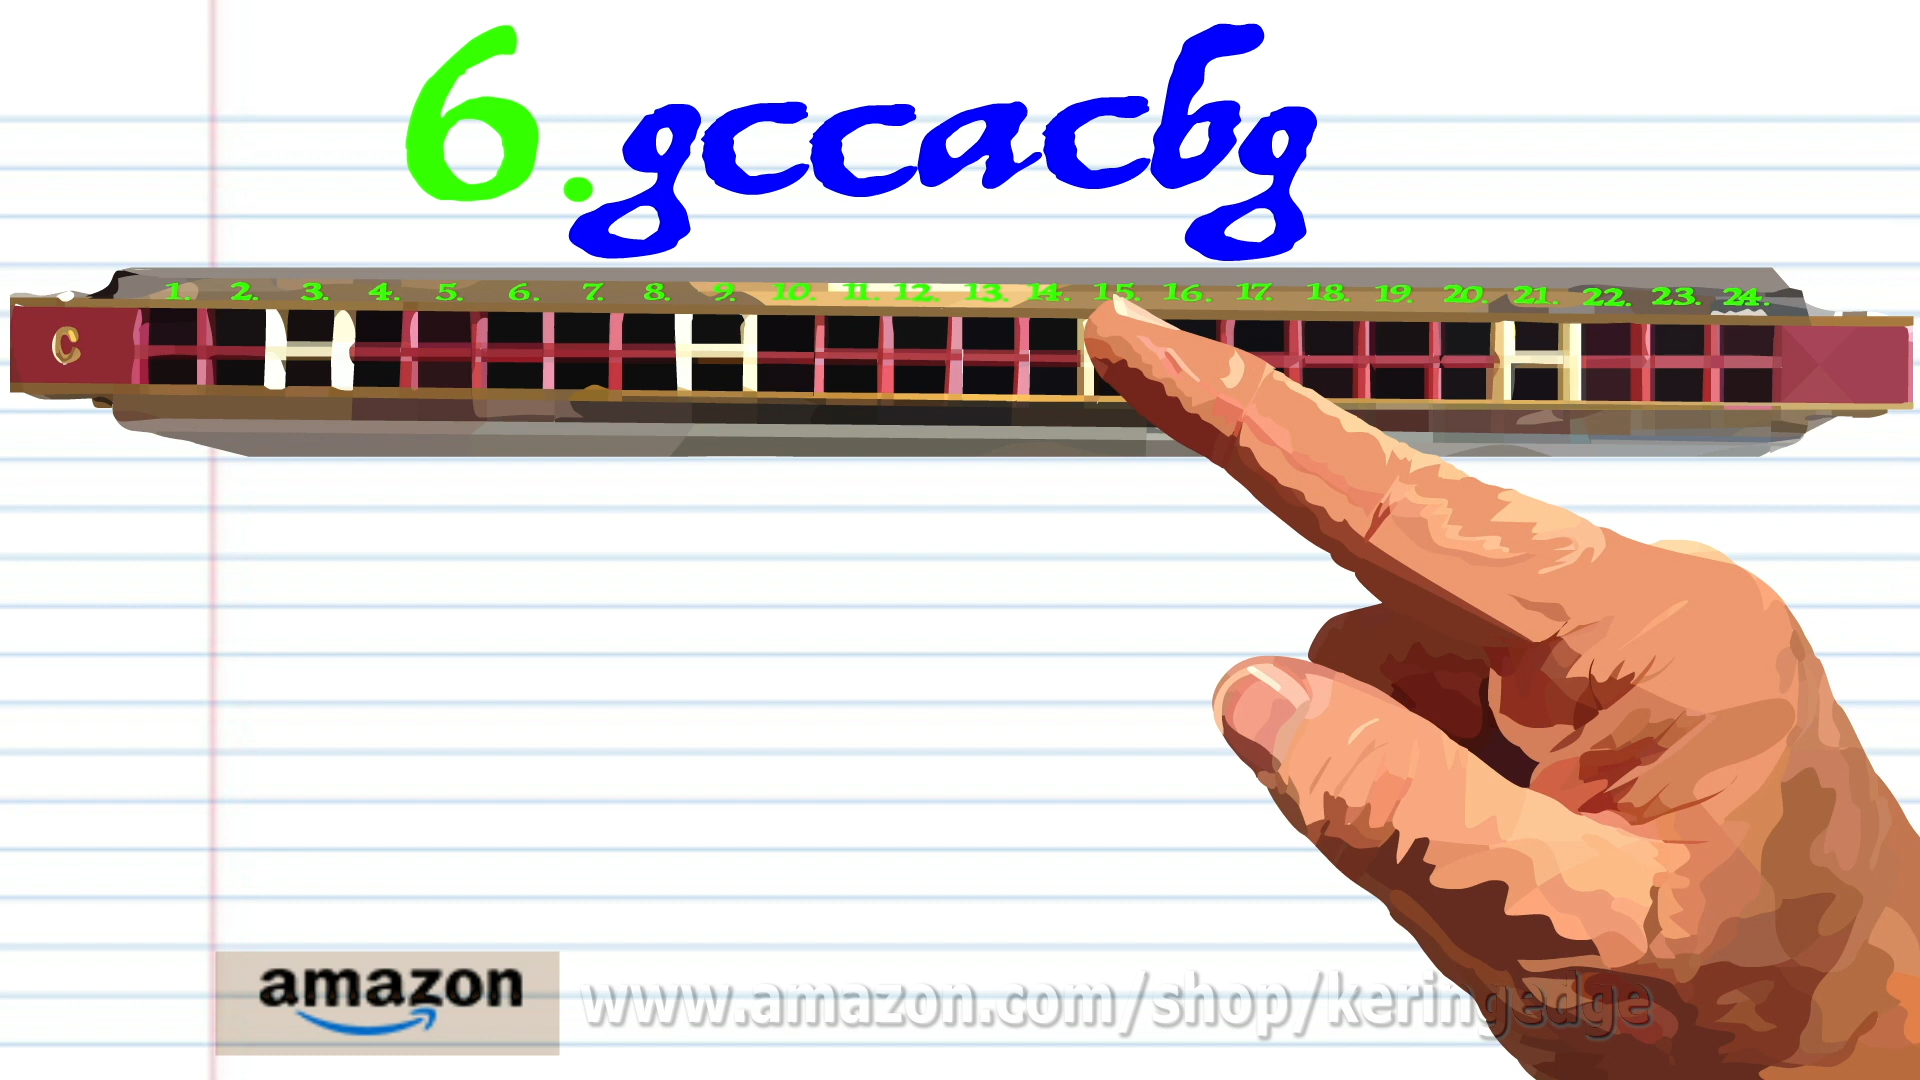 6. gccacbg
1. 2. 3. 4. 5. 6. 7. 8. 9. 10. 11. 12. 13. 14. 15. 16. 17. 18. 19. 20. 21. 22. 23. 24.
C
amazon www.amazon.com/shop/keringedge